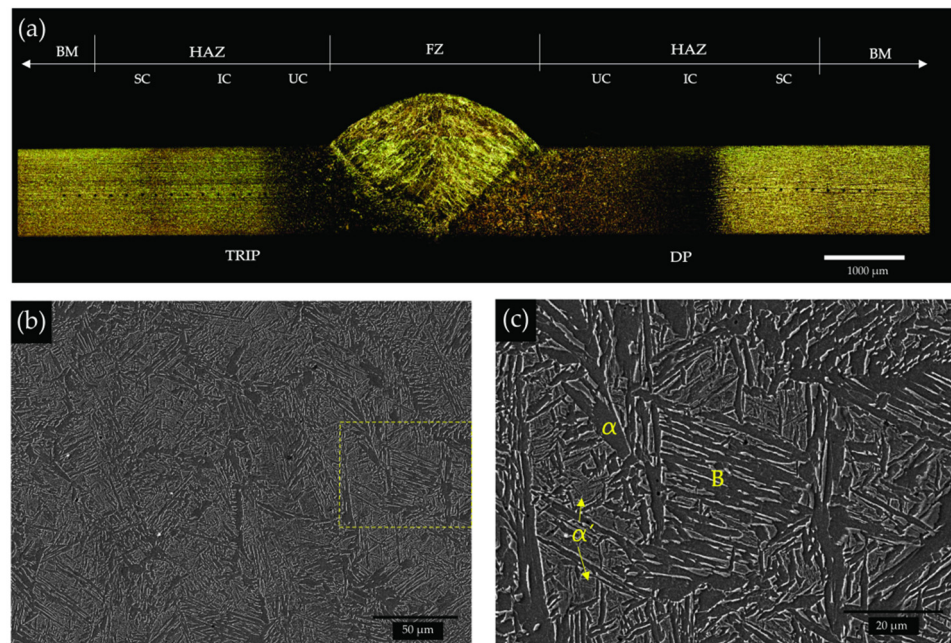 (a)
BM HAZ FZ HAZ BM
SC IC UC UC IC SC
TRIP DP
1000 μm
(b)
50 μm
(c)
α
B
α'
20 μm